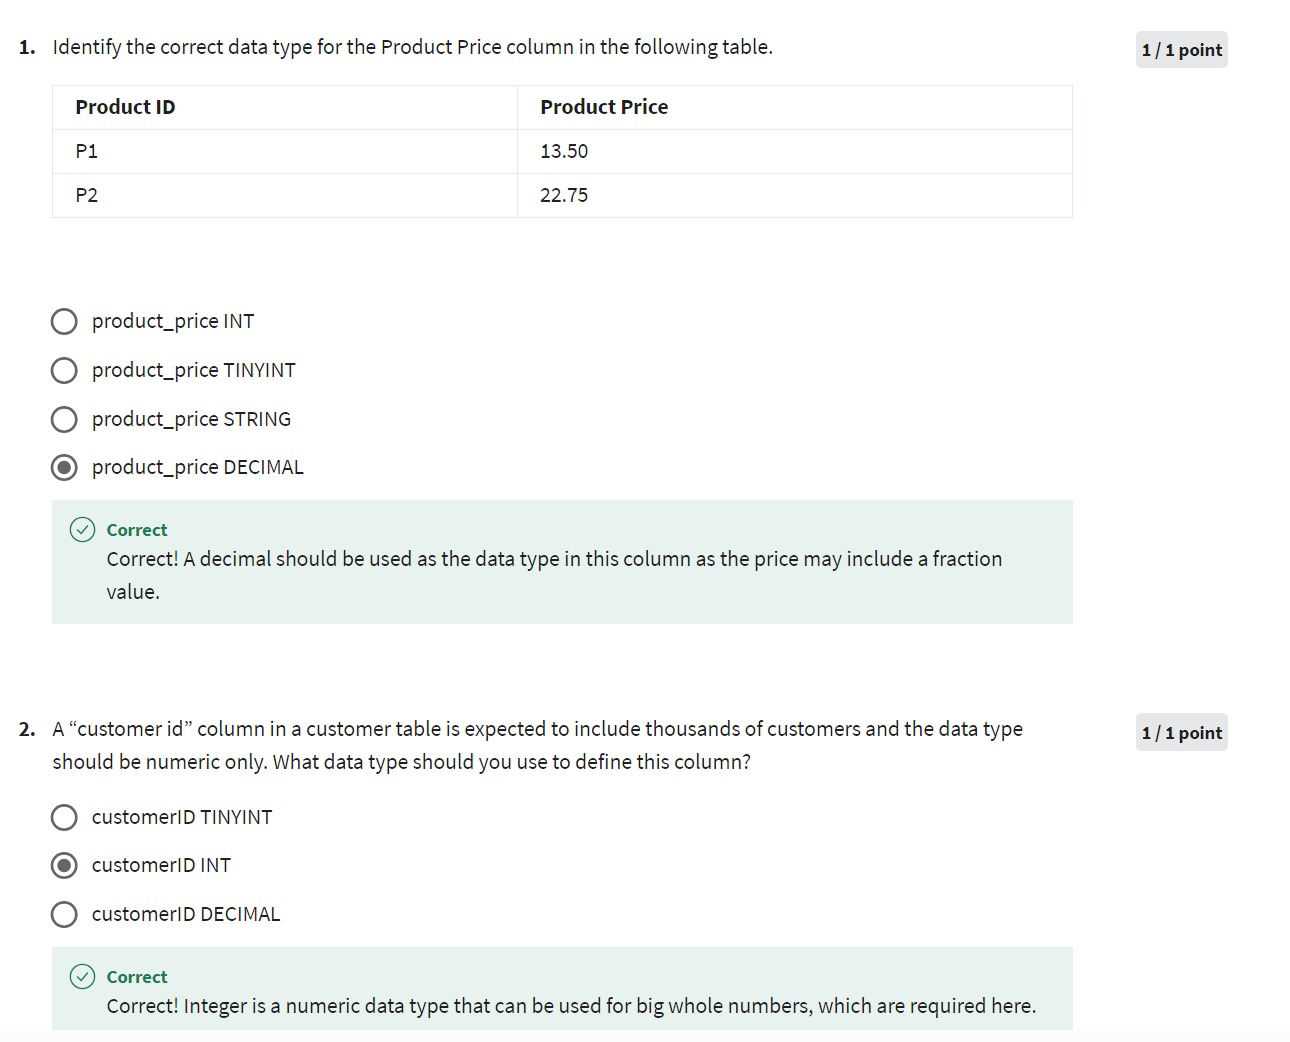 1. Identify the correct data type for the Product Price column in the following table.
1 / 1 point
Product ID Product Price
P1 13.50
P2 22.75
product_price INT
product_price TINYINT
product_price STRING
product_price DECIMAL
Correct
Correct! A decimal should be used as the data type in this column as the price may include a fraction
value.
2. A “customer id” column in a customer table is expected to include thousands of customers and the data type
1 / 1 point
should be numeric only. What data type should you use to define this column?
customerID TINYINT
customerID INT
customerID DECIMAL
Correct
Correct! Integer is a numeric data type that can be used for big whole numbers, which are required here.